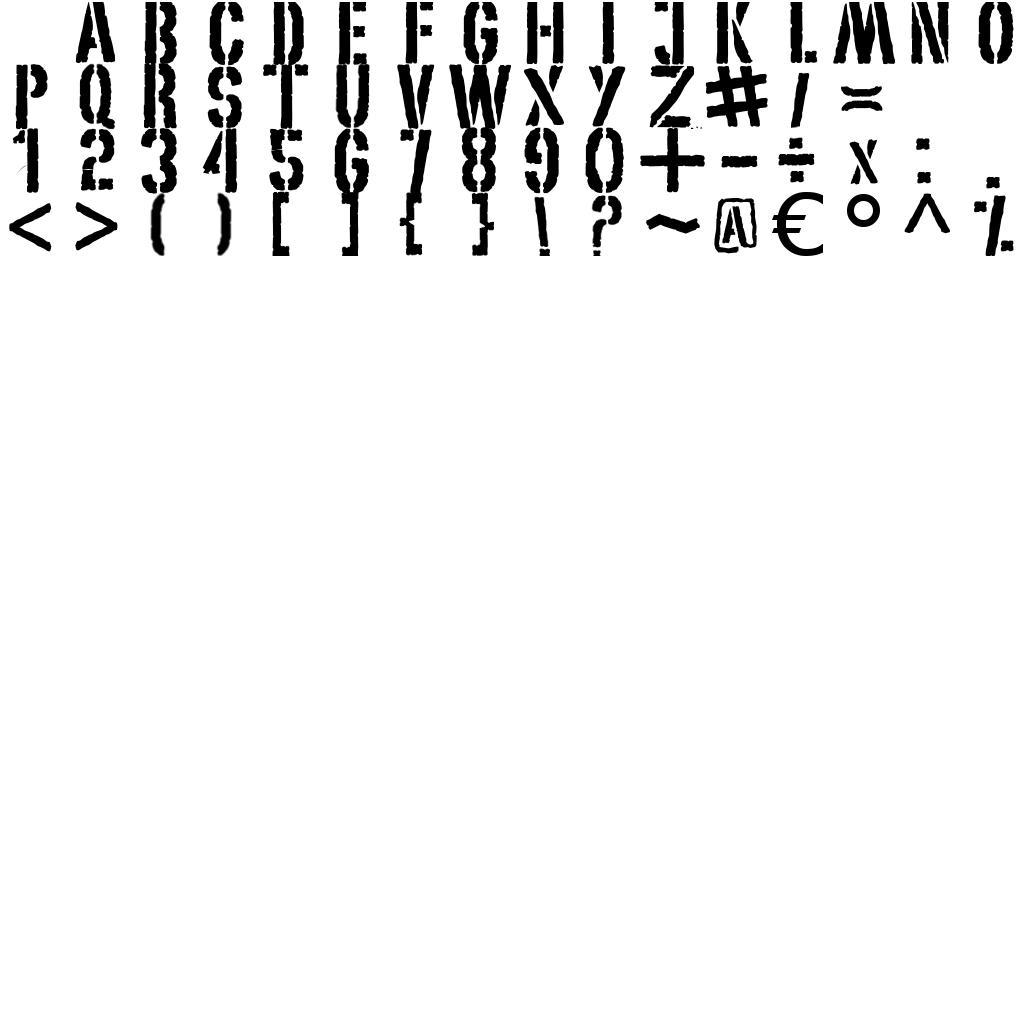 A B C D E F G H I J K L M N O
P Q R S T U V W X Y Z # / =
1 2 3 4 5 6 7 8 9 0 + - ÷ x : .
< > ( ) [ ] { } ! ? ~ @ € ° ^ %